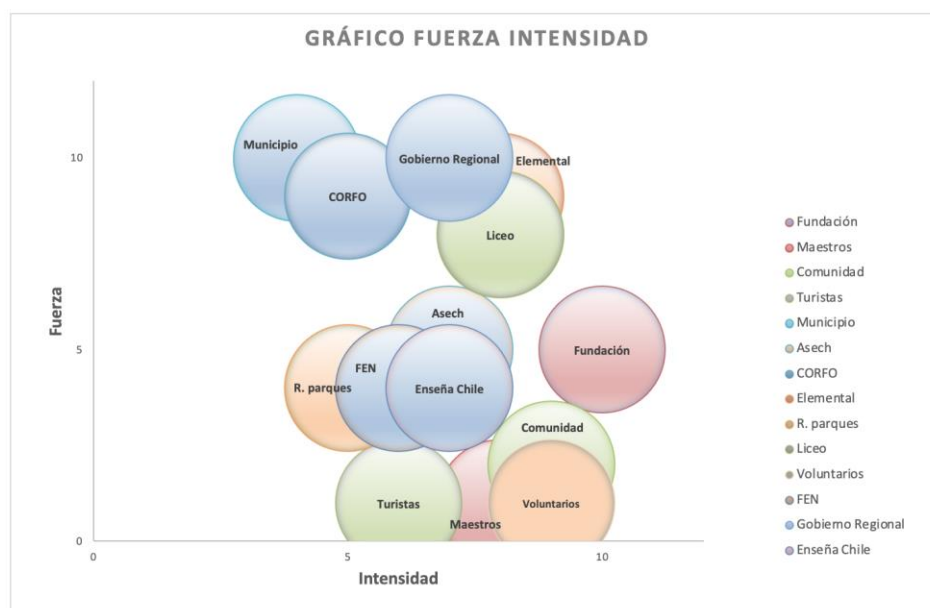 GRÁFICO FUERZA INTENSIDAD
Fuerza
10
5
0
0
5
10
Intensidad
Municipio
CORFO
Gobierno Regional
Elemental
Liceo
Asech
R. parques
FEN
Enseña Chile
Fundación
Comunidad
Turistas
Maestros
Voluntarios
Fundación
Maestros
Comunidad
Turistas
Municipio
Asech
CORFO
Elemental
R. parques
Liceo
Voluntarios
FEN
Gobierno Regional
Enseña Chile